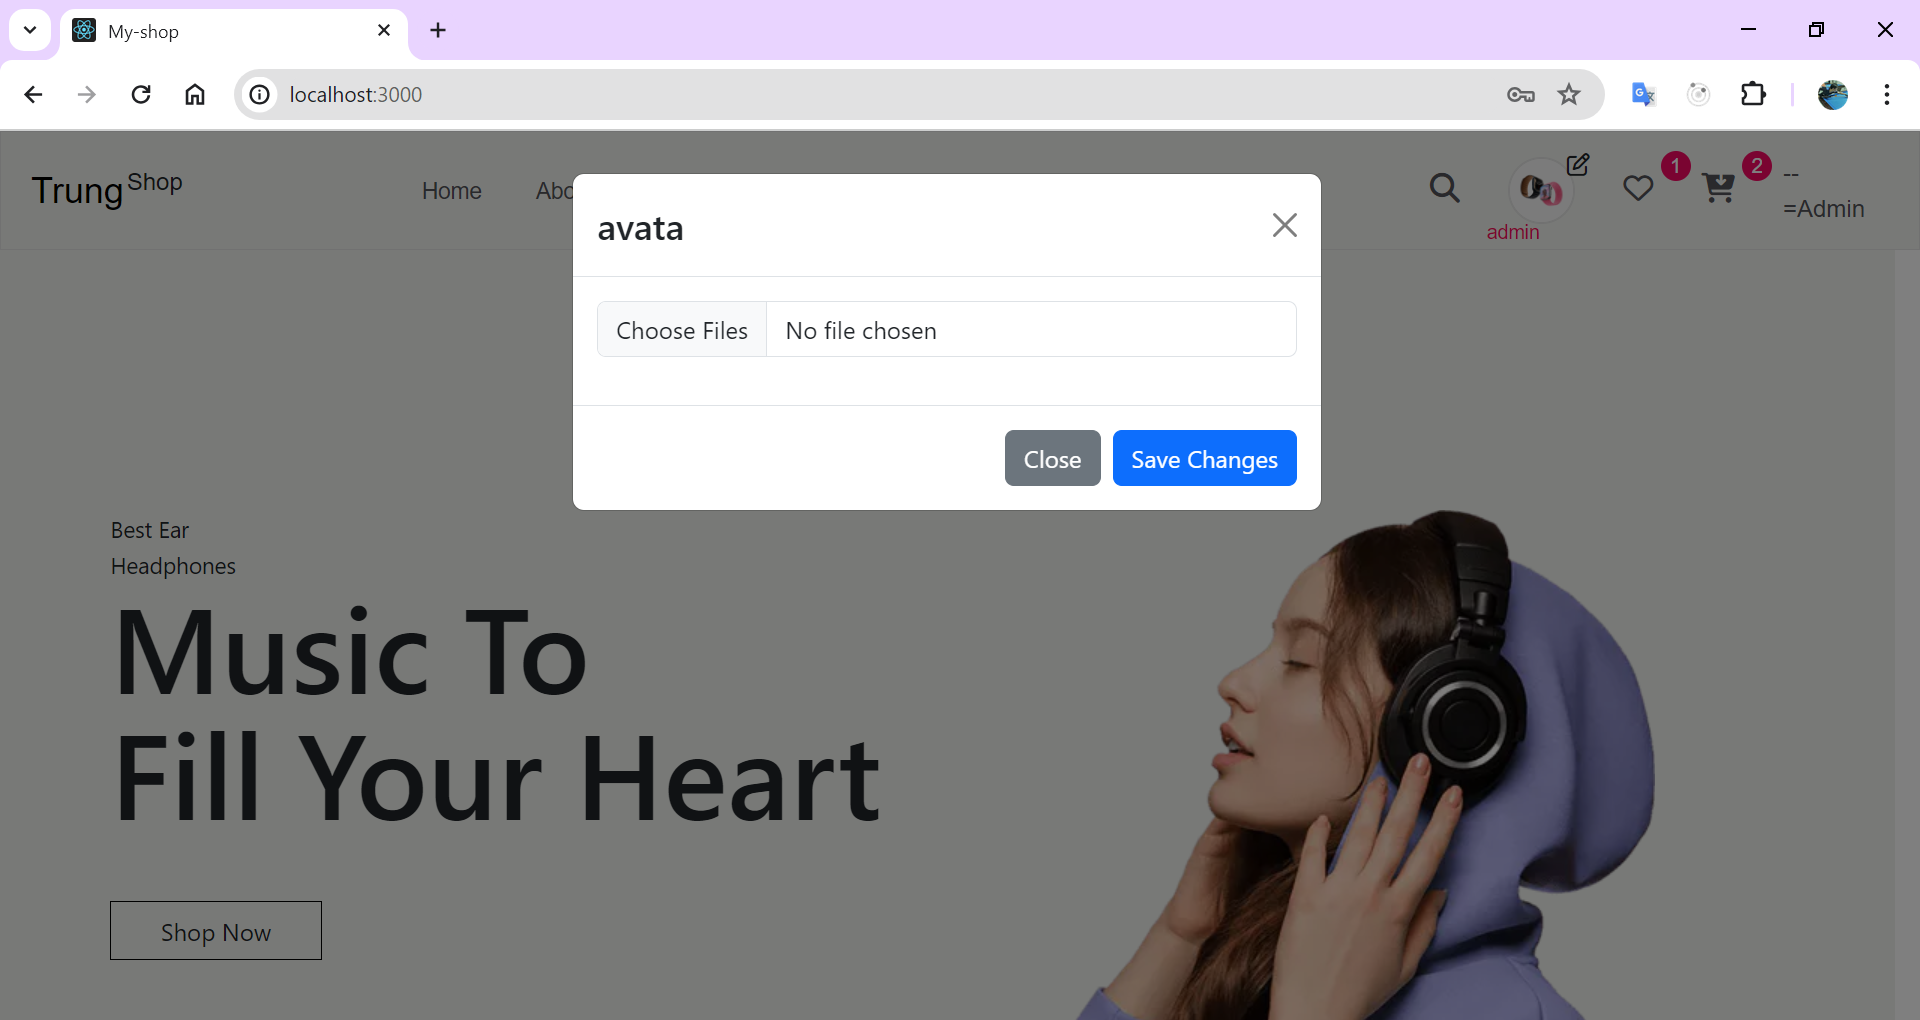 My-shop
localhost:3000
Trung Shop
Home
Abo
admin
1
2
--
=Admin
avata
Choose Files
No file chosen
Close
Save Changes
Best Ear
Headphones
Music To
Fill Your Heart
Shop Now